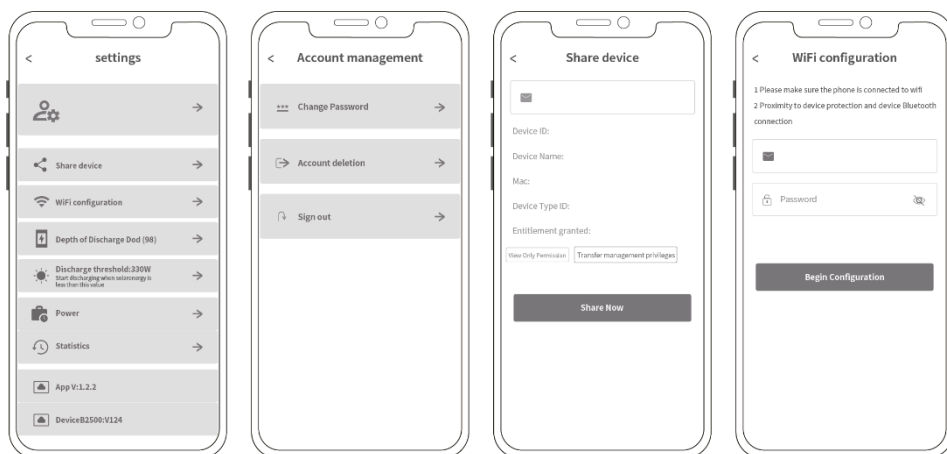 settings
Share device
WiFi configuration
Depth of Discharge Dod (98)
Discharge threshold:330W
Start discharging when solarenergy is
less than this value
Power
Statistics
App V:1.2.2
DeviceB2500:V124
Account management
Change Password
Account deletion
Sign out
Share device
Device ID:
Device Name:
Mac:
Device Type ID:
Entitlement granted:
View Only Permission
Transfer management privileges
Share Now
WiFi configuration
1 Please make sure the phone is connected to wifi
2 Proximity to device protection and device Bluetooth
connection
Password
Begin Configuration